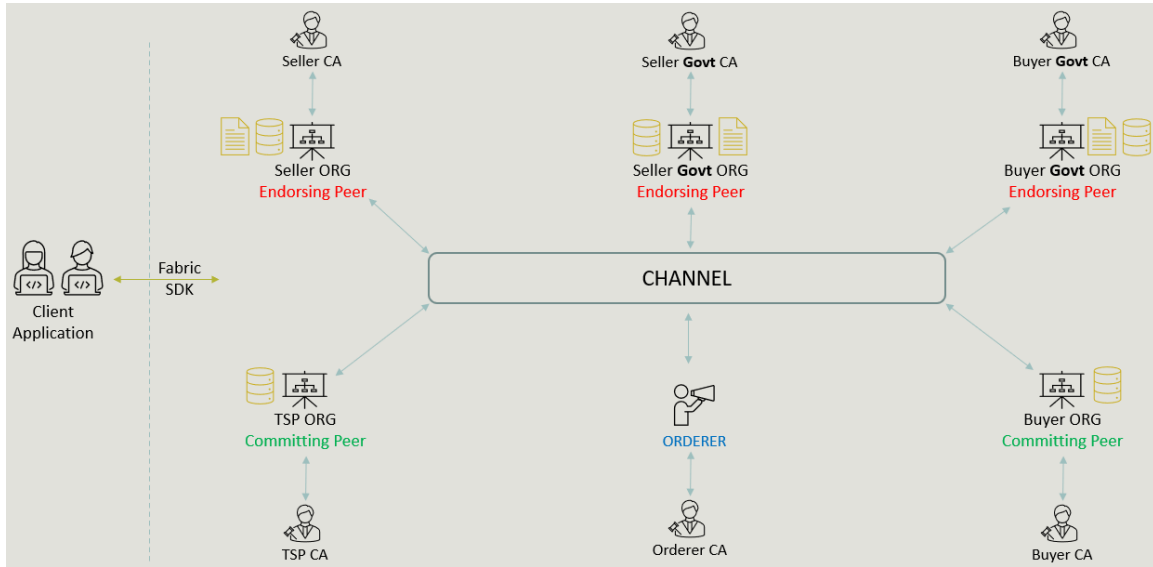 Seller CA
Seller Govt CA
Buyer Govt CA
Seller ORG
Endorsing Peer
Seller Govt ORG
Endorsing Peer
Buyer Govt ORG
Endorsing Peer
Client
Application
Fabric
SDK
CHANNEL
TSP ORG
Committing Peer
ORDERER
Buyer ORG
Committing Peer
TSP CA
Orderer CA
Buyer CA